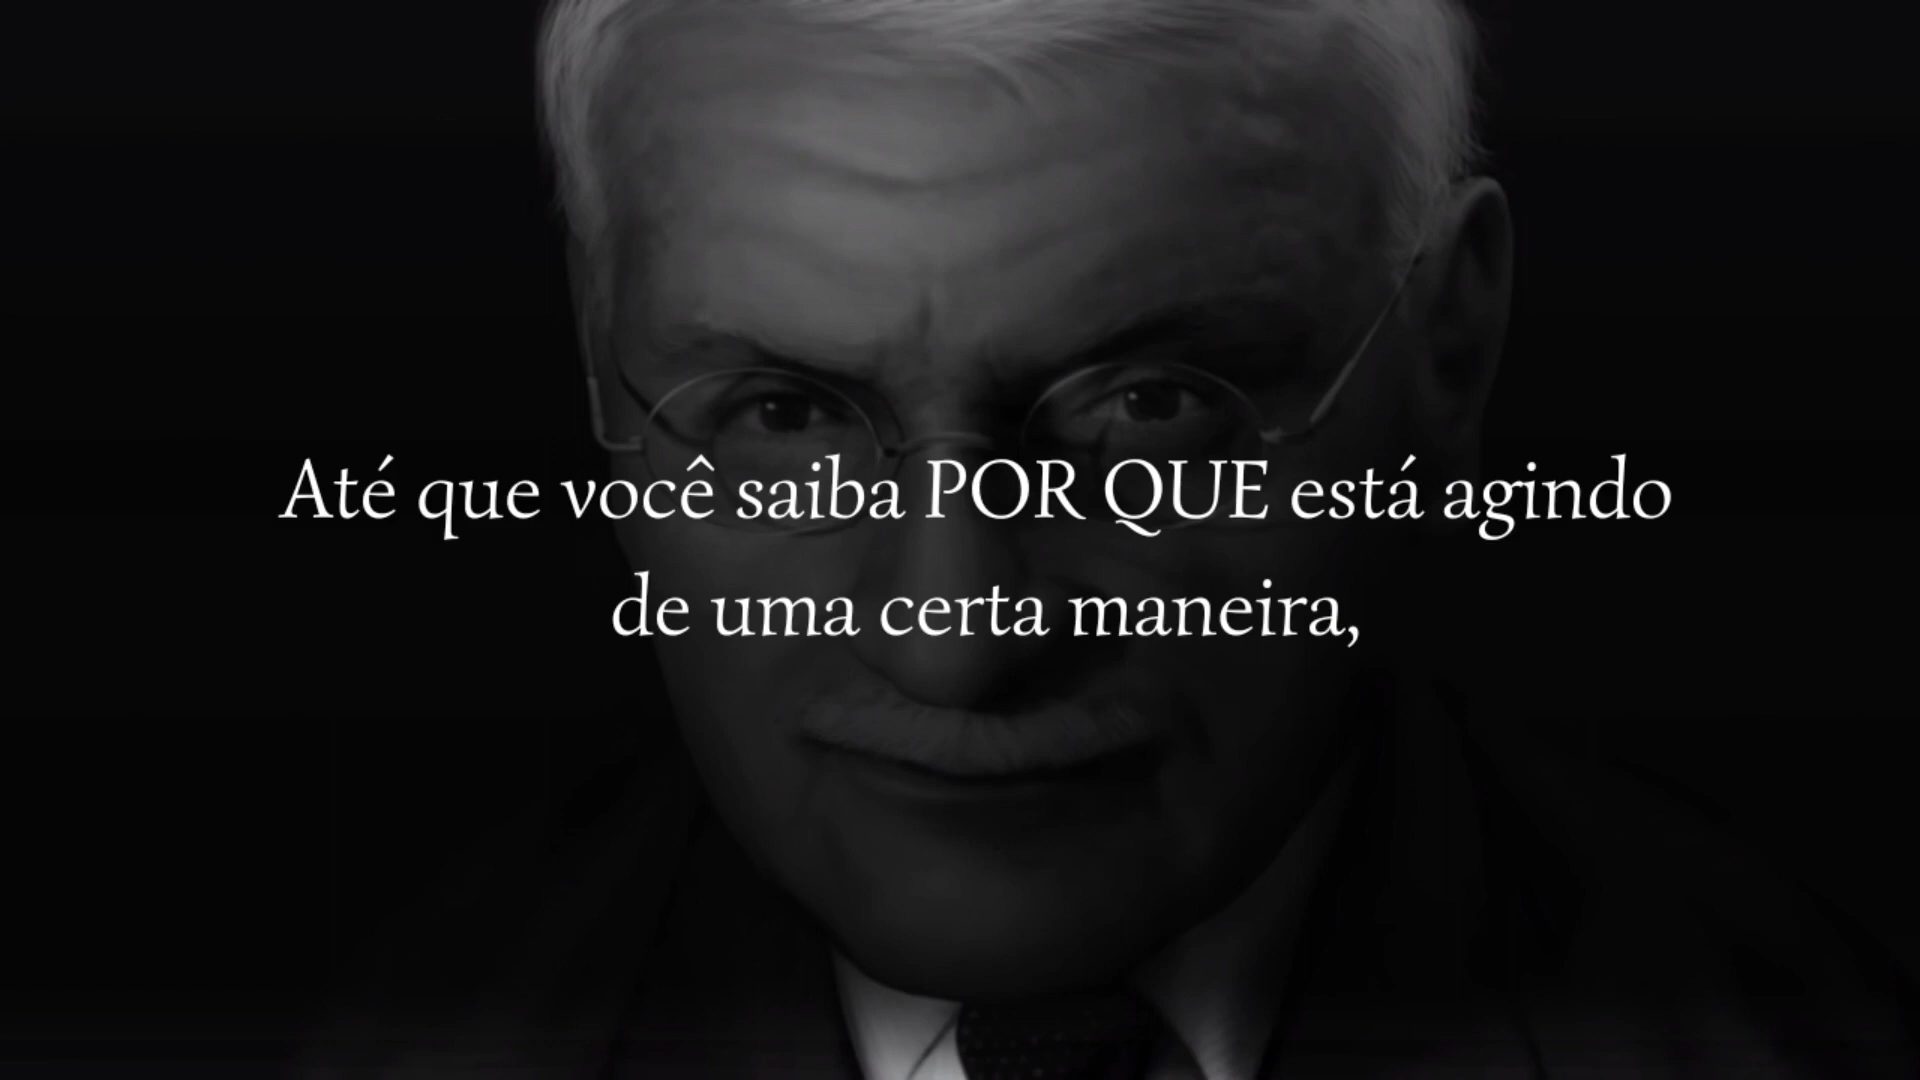 Até que você saiba POR QUE está agindo
de uma certa maneira,